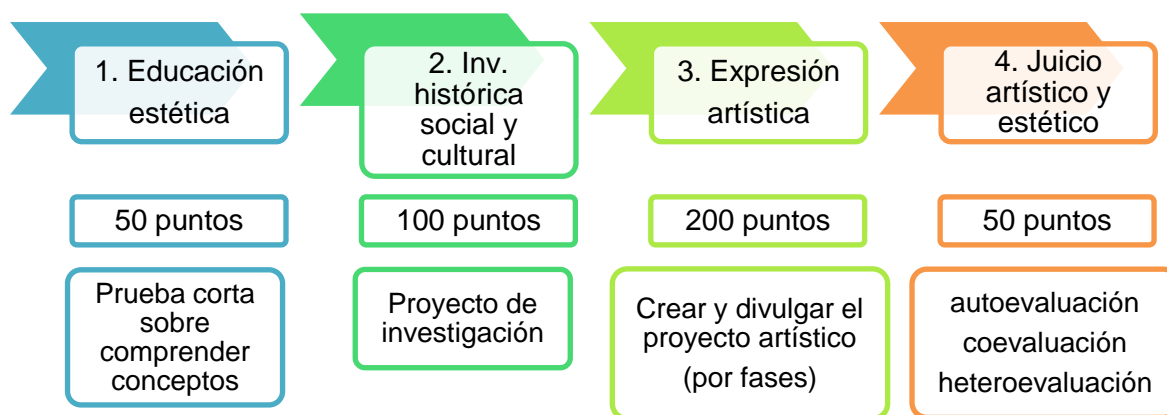 1. Educación
estética
2. Inv.
histórica
social y
cultural
3. Expresión
artística
4. Juicio
artístico y
estético
50 puntos
100 puntos
200 puntos
50 puntos
Prueba corta
sobre
comprender
conceptos
Proyecto de
investigación
Crear y divulgar el
proyecto artístico
(por fases)
autoevaluación
coevaluación
heteroevaluación